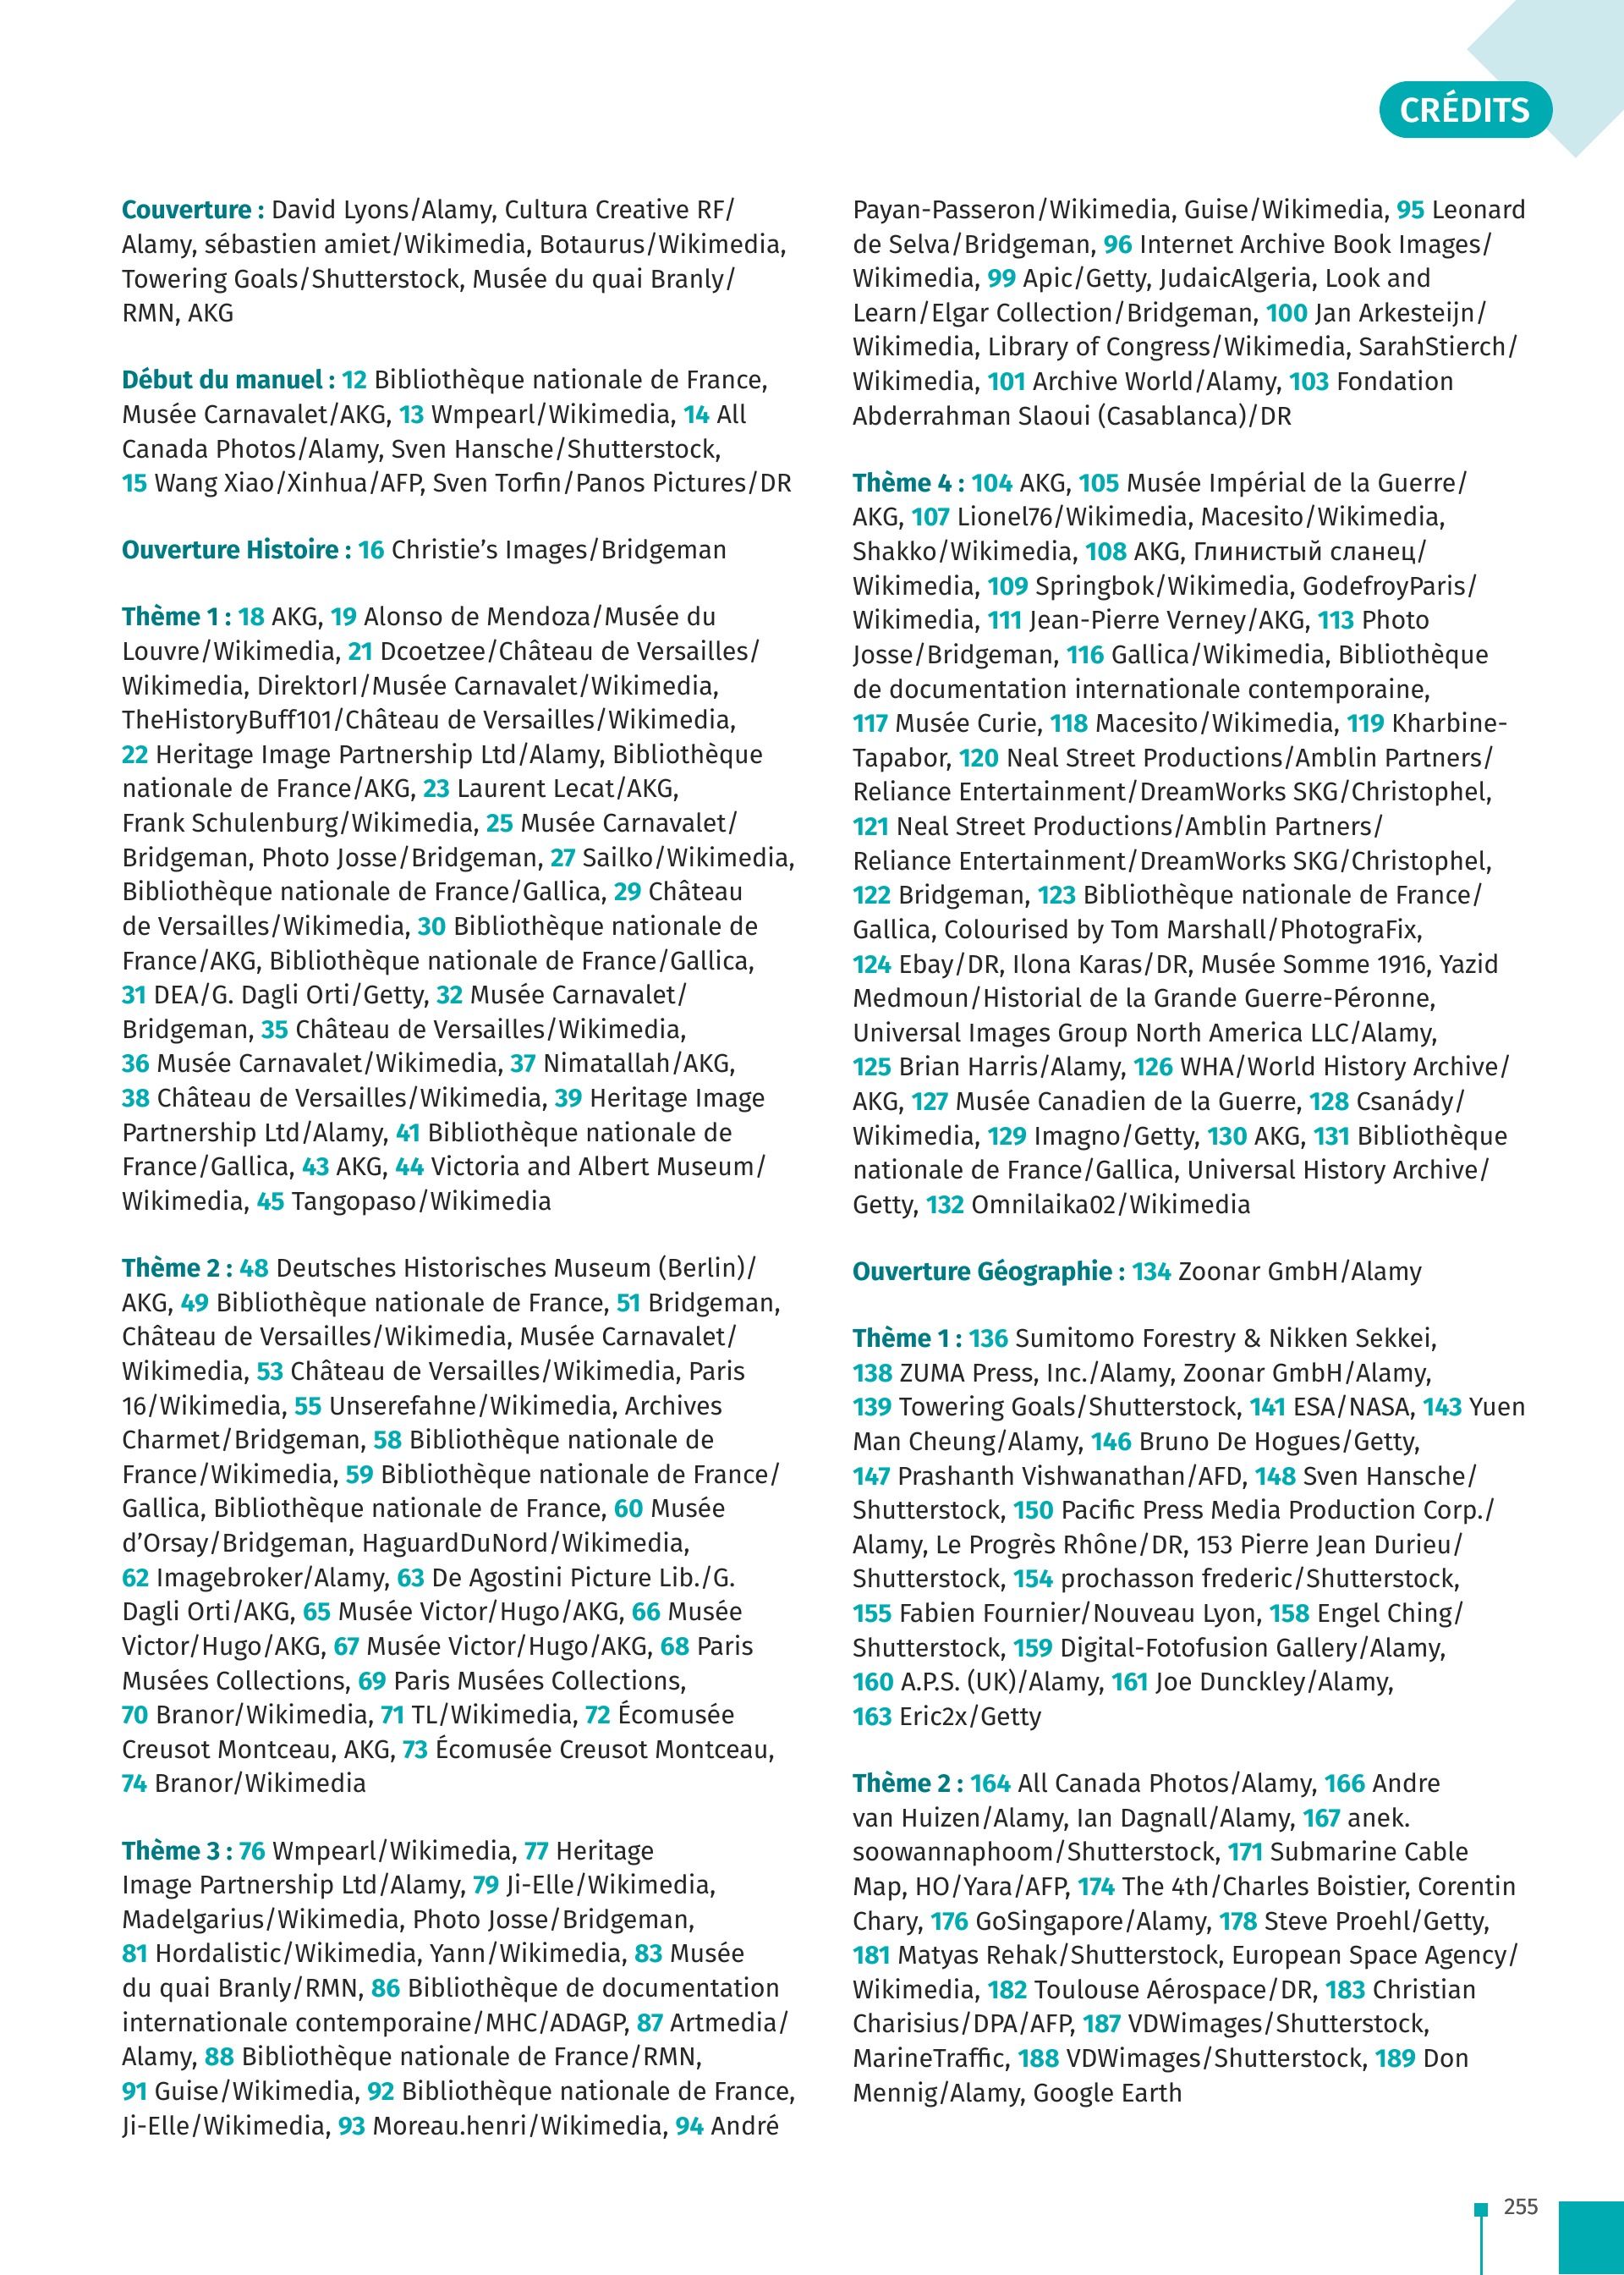 CRÉDITS
Couverture : David Lyons/Alamy, Cultura Creative RF/
Alamy, sébastien amiet/Wikimedia, Botaurus/Wikimedia,
Towering Goals/Shutterstock, Musée du quai Branly/
RMN, AKG
Début du manuel : 12 Bibliothèque nationale de France,
Musée Carnavalet/AKG, 13 Wmpearl/Wikimedia, 14 All
Canada Photos/Alamy, Sven Hansche/Shutterstock,
15 Wang Xiao/Xinhua/AFP, Sven Torfin/Panos Pictures/DR
Ouverture Histoire : 16 Christie’s Images/Bridgeman
Thème 1 : 18 AKG, 19 Alonso de Mendoza/Musée du
Louvre/Wikimedia, 21 Dcoetzee/Château de Versailles/
Wikimedia, DirektorI/Musée Carnavalet/Wikimedia,
TheHistoryBuff101/Château de Versailles/Wikimedia,
22 Heritage Image Partnership Ltd/Alamy, Bibliothèque
nationale de France/AKG, 23 Laurent Lecat/AKG,
Frank Schulenburg/Wikimedia, 25 Musée Carnavalet/
Bridgeman, Photo Josse/Bridgeman, 27 Sailko/Wikimedia,
Bibliothèque nationale de France/Gallica, 29 Château
de Versailles/Wikimedia, 30 Bibliothèque nationale de
France/AKG, Bibliothèque nationale de France/Gallica,
31 DEA/G. Dagli Orti/Getty, 32 Musée Carnavalet/
Bridgeman, 35 Château de Versailles/Wikimedia,
36 Musée Carnavalet/Wikimedia, 37 Nimatallah/AKG,
38 Château de Versailles/Wikimedia, 39 Heritage Image
Partnership Ltd/Alamy, 41 Bibliothèque nationale de
France/Gallica, 43 AKG, 44 Victoria and Albert Museum/
Wikimedia, 45 Tangopaso/Wikimedia
Thème 2 : 48 Deutsches Historisches Museum (Berlin)/
AKG, 49 Bibliothèque nationale de France, 51 Bridgeman,
Château de Versailles/Wikimedia, Musée Carnavalet/
Wikimedia, 53 Château de Versailles/Wikimedia, Paris
16/Wikimedia, 55 Unserefahne/Wikimedia, Archives
Charmet/Bridgeman, 58 Bibliothèque nationale de
France/Wikimedia, 59 Bibliothèque nationale de France/
Gallica, Bibliothèque nationale de France, 60 Musée
d’Orsay/Bridgeman, HaguardDuNord/Wikimedia,
62 Imagebroker/Alamy, 63 De Agostini Picture Lib./G.
Dagli Orti/AKG, 65 Musée Victor/Hugo/AKG, 66 Musée
Victor/Hugo/AKG, 67 Musée Victor/Hugo/AKG, 68 Paris
Musées Collections, 69 Paris Musées Collections,
70 Branor/Wikimedia, 71 TL/Wikimedia, 72 Écomusée
Creusot Montceau, AKG, 73 Écomusée Creusot Montceau,
74 Branor/Wikimedia
Thème 3 : 76 Wmpearl/Wikimedia, 77 Heritage
Image Partnership Ltd/Alamy, 79 Ji-Elle/Wikimedia,
Madelgarius/Wikimedia, Photo Josse/Bridgeman,
81 Hordalistic/Wikimedia, Yann/Wikimedia, 83 Musée
du quai Branly/RMN, 86 Bibliothèque de documentation
internationale contemporaine/MHC/ADAGP, 87 Artmedia/
Alamy, 88 Bibliothèque nationale de France/RMN,
91 Guise/Wikimedia, 92 Bibliothèque nationale de France,
Ji-Elle/Wikimedia, 93 Moreau.henri/Wikimedia, 94 André
Payan-Passeron/Wikimedia, Guise/Wikimedia, 95 Leonard
de Selva/Bridgeman, 96 Internet Archive Book Images/
Wikimedia, 99 Apic/Getty, JudaicAlgeria, Look and
Learn/Elgar Collection/Bridgeman, 100 Jan Arkesteijn/
Wikimedia, Library of Congress/Wikimedia, SarahStierch/
Wikimedia, 101 Archive World/Alamy, 103 Fondation
Abderrahman Slaoui (Casablanca)/DR
Thème 4 : 104 AKG, 105 Musée Impérial de la Guerre/
AKG, 107 Lionel76/Wikimedia, Macesito/Wikimedia,
Shakko/Wikimedia, 108 AKG, Глинистый сланец/
Wikimedia, 109 Springbok/Wikimedia, GodefroyParis/
Wikimedia, 111 Jean-Pierre Verney/AKG, 113 Photo
Josse/Bridgeman, 116 Gallica/Wikimedia, Bibliothèque
de documentation internationale contemporaine,
117 Musée Curie, 118 Macesito/Wikimedia, 119 Kharbine-
Tapabor, 120 Neal Street Productions/Amblin Partners/
Reliance Entertainment/DreamWorks SKG/Christophel,
121 Neal Street Productions/Amblin Partners/
Reliance Entertainment/DreamWorks SKG/Christophel,
122 Bridgeman, 123 Bibliothèque nationale de France/
Gallica, Colourised by Tom Marshall/PhotograFix,
124 Ebay/DR, Ilona Karas/DR, Musée Somme 1916, Yazid
Medmoun/Historial de la Grande Guerre-Péronne,
Universal Images Group North America LLC/Alamy,
125 Brian Harris/Alamy, 126 WHA/World History Archive/
AKG, 127 Musée Canadien de la Guerre, 128 Csanády/
Wikimedia, 129 Imagno/Getty, 130 AKG, 131 Bibliothèque
nationale de France/Gallica, Universal History Archive/
Getty, 132 Omnilaika02/Wikimedia
Ouverture Géographie : 134 Zoonar GmbH/Alamy
Thème 1 : 136 Sumitomo Forestry & Nikken Sekkei,
138 ZUMA Press, Inc./Alamy, Zoonar GmbH/Alamy,
139 Towering Goals/Shutterstock, 141 ESA/NASA, 143 Yuen
Man Cheung/Alamy, 146 Bruno De Hogues/Getty,
147 Prashanth Vishwanathan/AFD, 148 Sven Hansche/
Shutterstock, 150 Pacific Press Media Production Corp./
Alamy, Le Progrès Rhône/DR, 153 Pierre Jean Durieu/
Shutterstock, 154 prochasson frederic/Shutterstock,
155 Fabien Fournier/Nouveau Lyon, 158 Engel Ching/
Shutterstock, 159 Digital-Fotofusion Gallery/Alamy,
160 A.P.S. (UK)/Alamy, 161 Joe Dunckley/Alamy,
163 Eric2x/Getty
Thème 2 : 164 All Canada Photos/Alamy, 166 Andre
van Huizen/Alamy, Ian Dagnall/Alamy, 167 anek.
soowannaphoom/Shutterstock, 171 Submarine Cable
Map, HO/Yara/AFP, 174 The 4th/Charles Boistier, Corentin
Chary, 176 GoSingapore/Alamy, 178 Steve Proehl/Getty,
181 Matyas Rehak/Shutterstock, European Space Agency/
Wikimedia, 182 Toulouse Aérospace/DR, 183 Christian
Charisius/DPA/AFP, 187 VDWimages/Shutterstock,
MarineTraffic, 188 VDWimages/Shutterstock, 189 Don
Mennig/Alamy, Google Earth
255